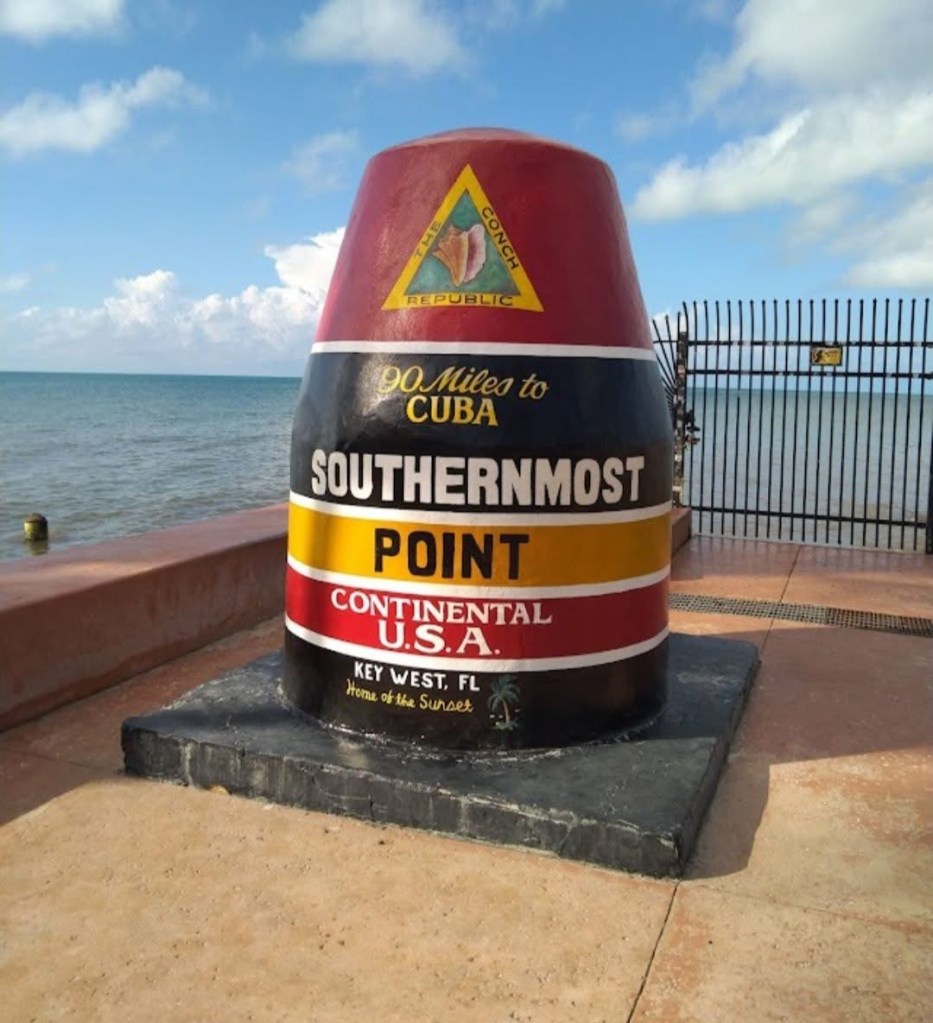 THE CONCH
REPUBLIC
90 Miles to
CUBA
SOUTHERNMOST
POINT
CONTINENTAL
U.S.A.
KEY WEST, FL
Home of the Sunset